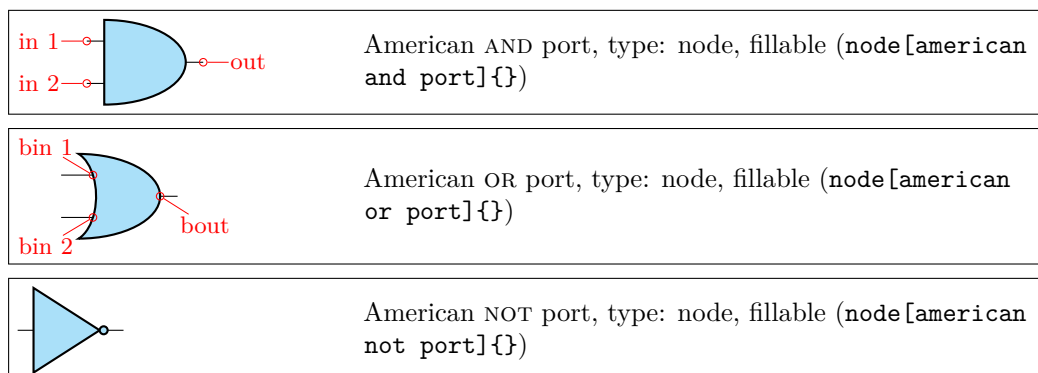 in 1
in 2
out
American AND port, type: node, fillable (node[american
and port]{})
bin 1
bin 2
bout
American OR port, type: node, fillable (node[american
or port]{})
American NOT port, type: node, fillable (node[american
not port]{})